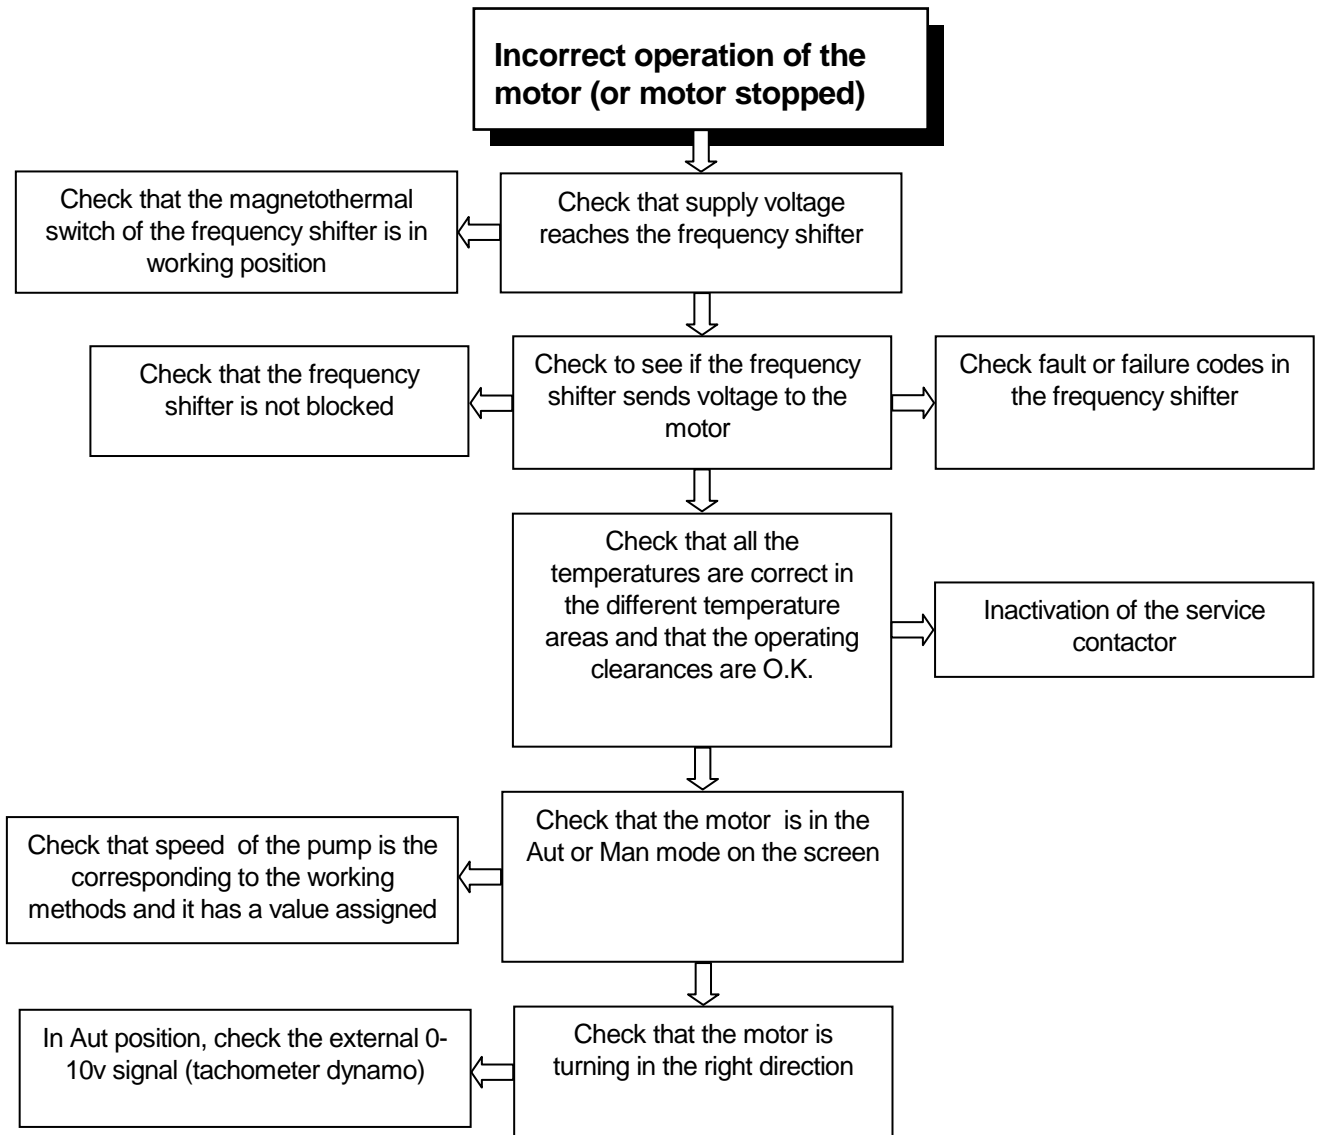 Incorrect operation of the
motor (or motor stopped)
Check that the magnetothermal
switch of the frequency shifter is in
working position
Check that supply voltage
reaches the frequency shifter
Check that the frequency
shifter is not blocked
Check to see if the frequency
shifter sends voltage to the
motor
Check fault or failure codes in
the frequency shifter
Check that all the
temperatures are correct in
the different temperature
areas and that the operating
clearances are O.K.
Inactivation of the service
contactor
Check that speed of the pump is the
corresponding to the working
methods and it has a value assigned
Check that the motor is in the
Aut or Man mode on the screen
In Aut position, check the external 0-
10v signal (tachometer dynamo)
Check that the motor is
turning in the right direction